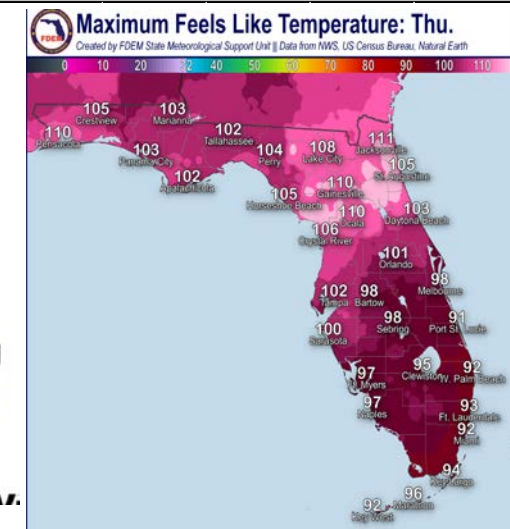 FDEM
Maximum Feels Like Temperature: Thu.
Created by FDEM State Meteorological Support Unit || Data from NWS, US Census Bureau, Natural Earth
0 10 20 32 40 50 60 70 80 90 100 110
105
Crestview
103
Marianna
110
Pensacola
103
Panama City
102
Tallahassee
102
Apalachicola
104
Perry
108
Lake City
111
Jacksonville
105
St. Augustine
110
Gainesville
105
Horseshoe Beach
110
Ocala
103
Daytona Beach
106
Crystal River
101
Orlando
98
Melbourne
102
Tampa
98
Bartow
100
Sarasota
98
Sebring
91
Port St. Lucie
97
Ft. Myers
95
Clewiston
92
W. Palm Beach
97
Naples
93
Ft. Lauderdale
92
Miami
94
Key Largo
96
Marathon
92
Key West